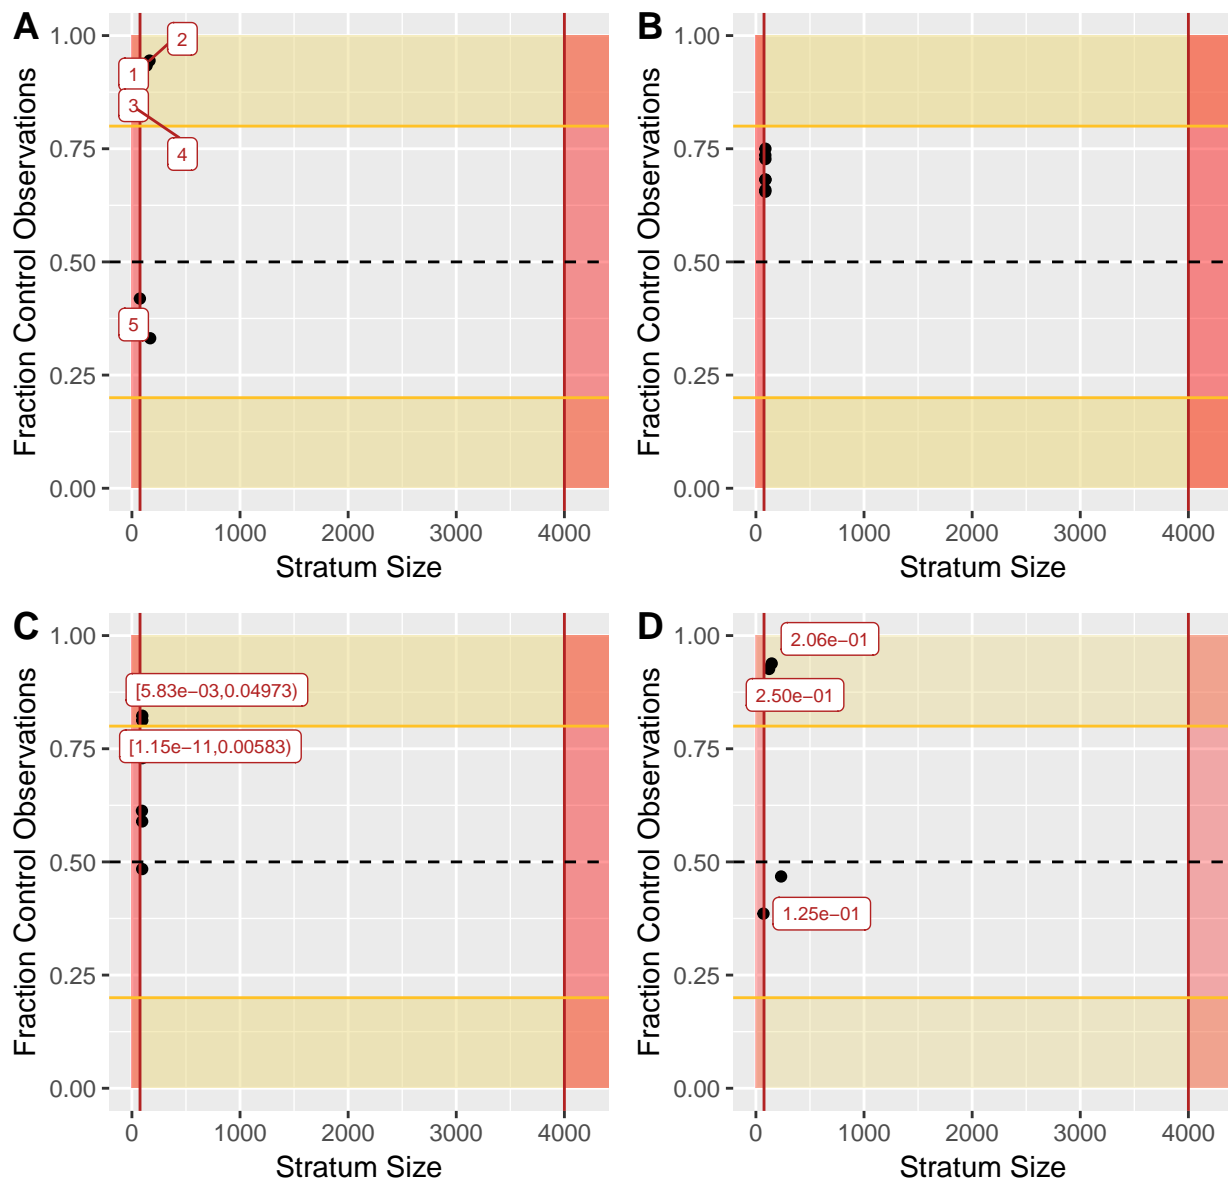 A
Fraction Control Observations
1.00
0.75
0.50
0.25
0.00
1
2
3
4
5
0 1000 2000 3000 4000
Stratum Size
B
Fraction Control Observations
1.00
0.75
0.50
0.25
0.00
0 1000 2000 3000 4000
Stratum Size
C
Fraction Control Observations
1.00
0.75
0.50
0.25
0.00
[5.83e−03,0.04973)
[1.15e−11,0.00583)
0 1000 2000 3000 4000
Stratum Size
D
Fraction Control Observations
1.00
0.75
0.50
0.25
0.00
2.06e−01
2.50e−01
1.25e−01
0 1000 2000 3000 4000
Stratum Size